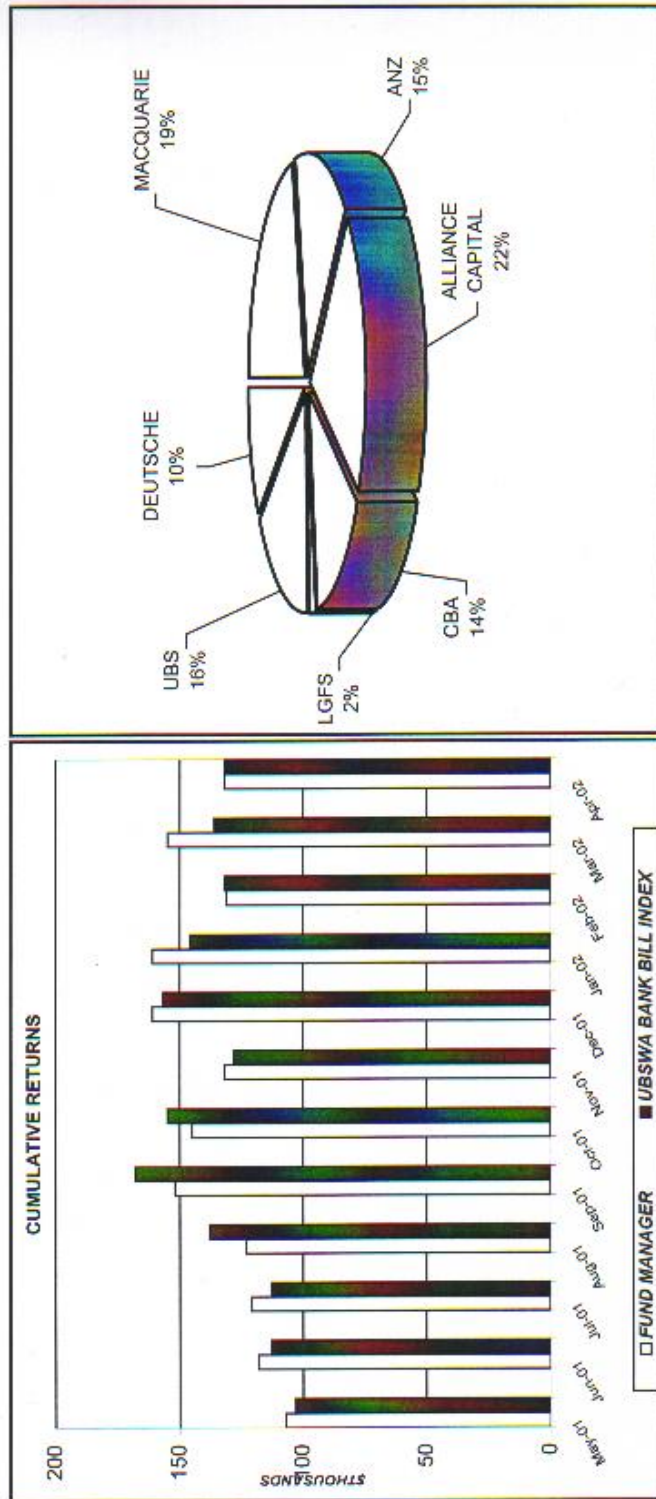 CUMULATIVE RETURNS
$THOUSANDS
200
150
100
50
0
May-01
Jun-01
Jul-01
Aug-01
Sep-01
Oct-01
Nov-01
Dec-01
Jan-02
Feb-02
Mar-02
Apr-02
FUND MANAGER
UBSWA BANK BILL INDEX
MACQUARIE
19%
DEUTSCHE
10%
UBS
16%
LGFS
2%
CBA
14%
ALLIANCE
CAPITAL
22%
ANZ
15%